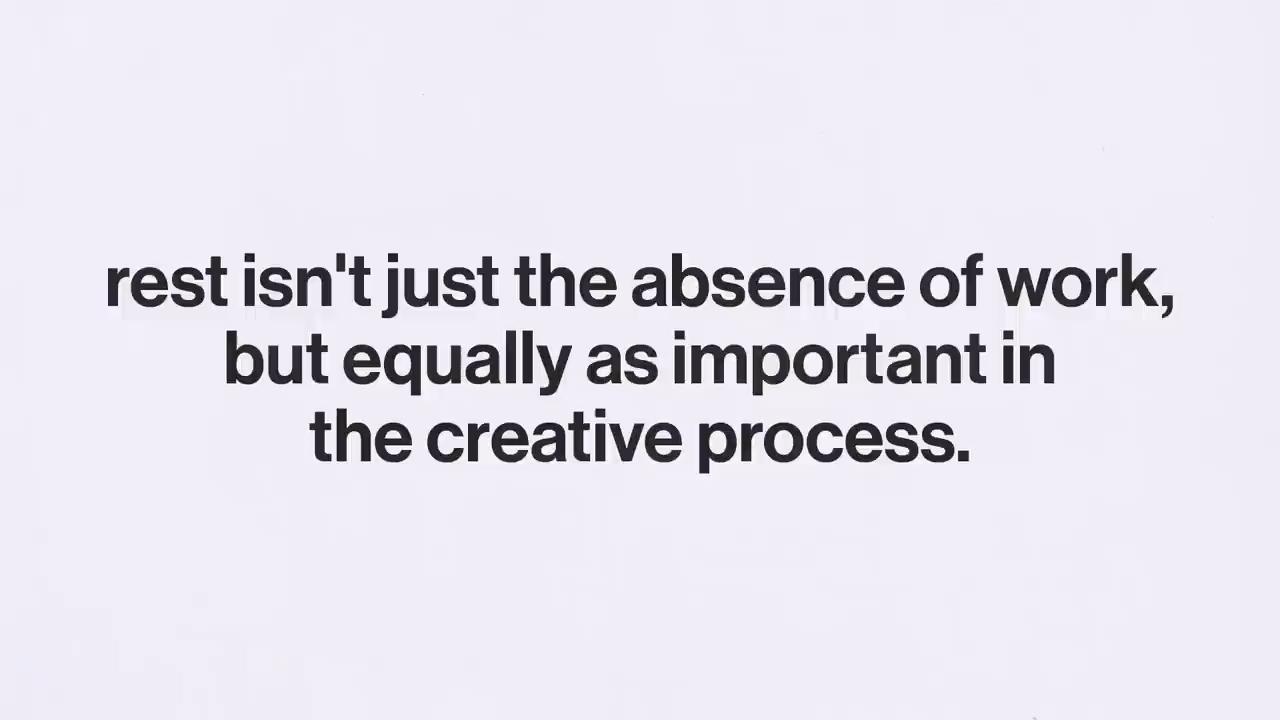 rest isn't just the absence of work,
but equally as important in
the creative process.